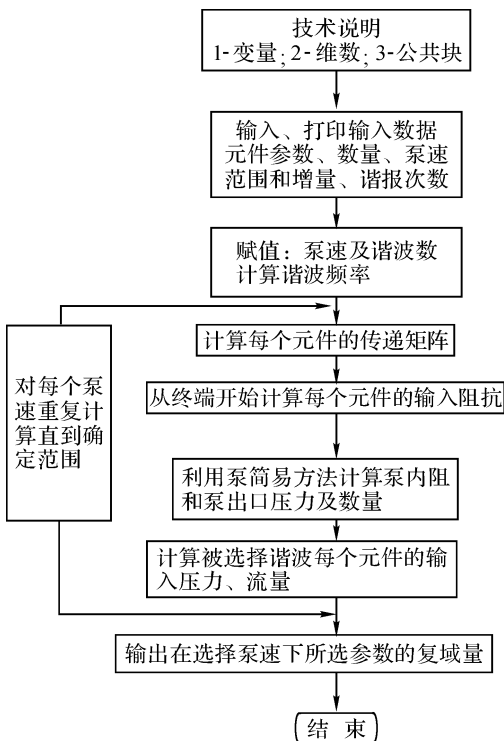 技术说明
1-变量；2-维数；3-公共块
输入、打印输入数据
元件参数、数量、泵速
范围和增量、谐报次数
赋值：泵速及谐波数
计算谐波频率
计算每个元件的传递矩阵
对每个泵
速重复计
算直到确
定范围
从终端开始计算每个元件的输入阻抗
利用泵简易方法计算泵内阻
和泵出口压力及数量
计算被选择谐波每个元件的输
入压力、流量
输出在选择泵速下所选参数的复域量
结 束